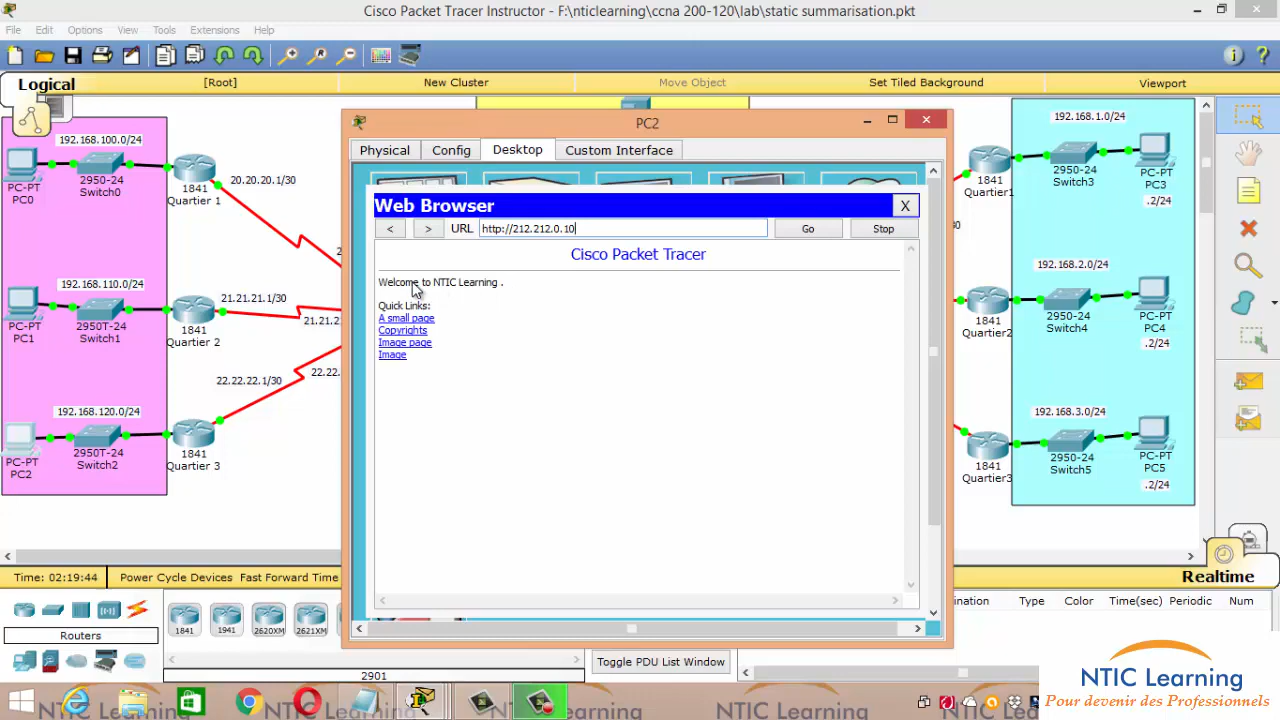 Cisco Packet Tracer Instructor - F:\nticlearning\ccna 200-120\lab\static summarisation.pkt
File Edit Options View Tools Extensions Help
Logical
[Root]
New Cluster
Move Object
Set Tiled Background
Viewport
192.168.100.0/24
PC-PT
PC0
2950-24
Switch0
1841
Quartier 1
20.20.20.1/30
192.168.110.0/24
PC-PT
PC1
2950T-24
Switch1
1841
Quartier 2
21.21.21.1/30
21.21.2
22.22.22.1/30
22.22.
192.168.120.0/24
PC-PT
PC2
2950T-24
Switch2
1841
Quartier 3
PC2
Physical
Config
Desktop
Custom Interface
Web Browser
X
<
>
URL
http://212.212.0.10
Go
Stop
Cisco Packet Tracer
Welcome to NTIC Learning .
Quick Links:
A small page
Copyrights
Image page
Image
192.168.1.0/24
1841
Quartier1
2950-24
Switch3
PC-PT
PC3
.2/24
192.168.2.0/24
1841
Quartier2
2950-24
Switch4
PC-PT
PC4
.2/24
192.168.3.0/24
1841
Quartier3
2950-24
Switch5
PC-PT
PC5
.2/24
Time: 02:19:44
Power Cycle Devices Fast Forward Time
Realtime
Routers
1841
1941
2620XM
2621XM
2901
Toggle PDU List Window
ination Type Color Time(sec) Periodic Num
NTIC Learning
Pour devenir des Professionnels